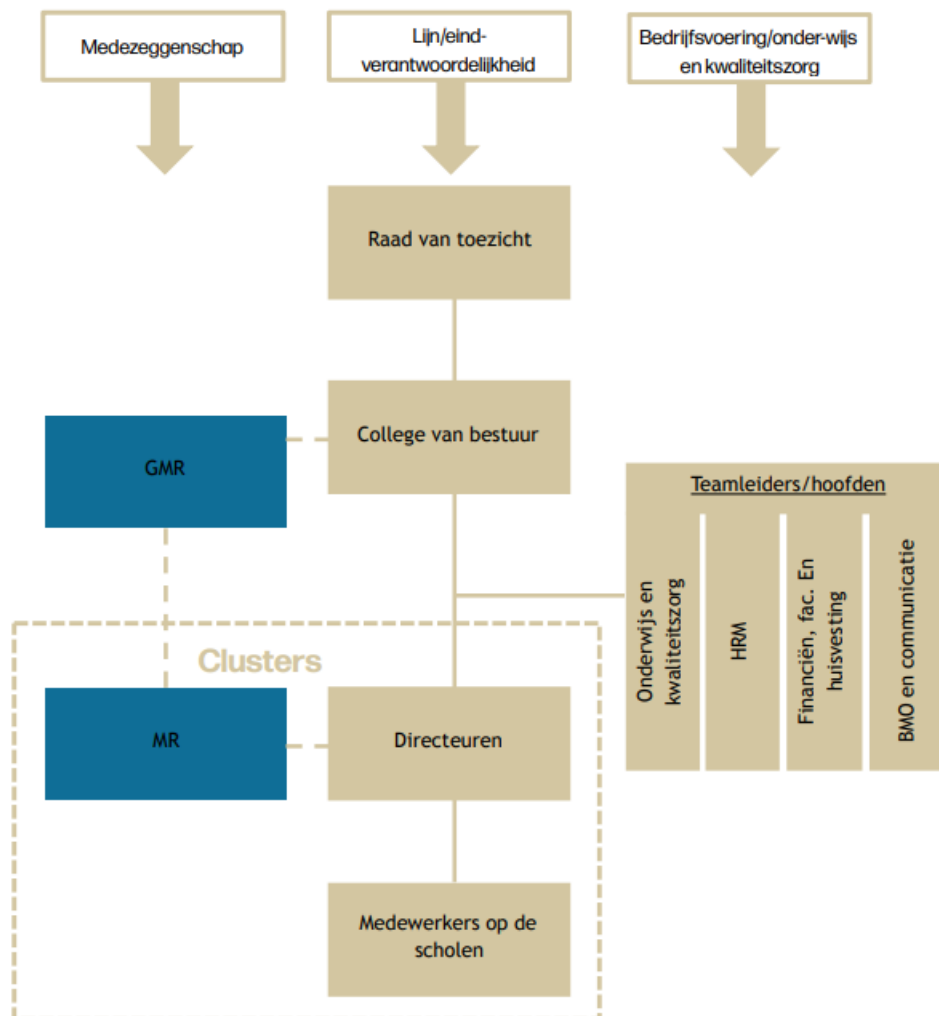 Medezeggenschap
Lijn/eind-
verantwoordelijkheid
Bedrijfsvoering/onder-wijs
en kwaliteitszorg
Raad van toezicht
College van bestuur
GMR
Teamleiders/hoofden
Onderwijs en
kwaliteitszorg
HRM
Financiën, fac. En
huisvesting
BMO en communicatie
Clusters
MR
Directeuren
Medewerkers op de
scholen